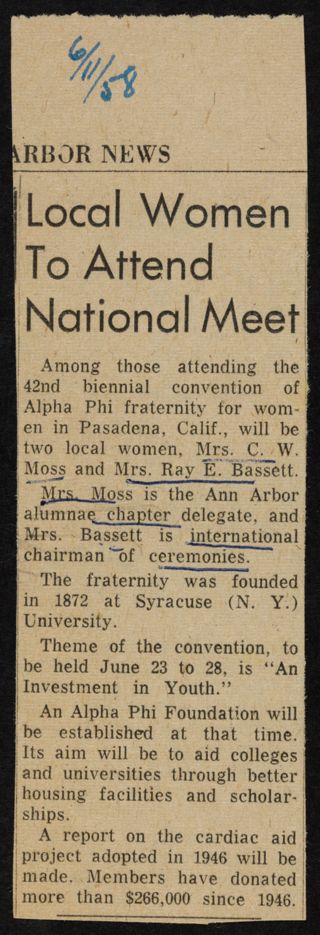 6/11/58
ARBOR NEWS
Local Women
To Attend
National Meet
Among those attending the
42nd biennial convention of
Alpha Phi fraternity for wom-
en in Pasadena, Calif., will be
two local women, Mrs. C. W.
Moss and Mrs. Ray E. Bassett.
Mrs. Moss is the Ann Arbor
alumnae chapter delegate, and
Mrs. Bassett is international
chairman of ceremonies.
The fraternity was founded
in 1872 at Syracuse (N. Y.)
University.
Theme of the convention, to
be held June 23 to 28, is "An
Investment in Youth."
An Alpha Phi Foundation will
be established at that time.
Its aim will be to aid colleges
and universities through better
housing facilities and scholar-
ships.
A report on the cardiac aid
project adopted in 1946 will be
made. Members have donated
more than $266,000 since 1946.